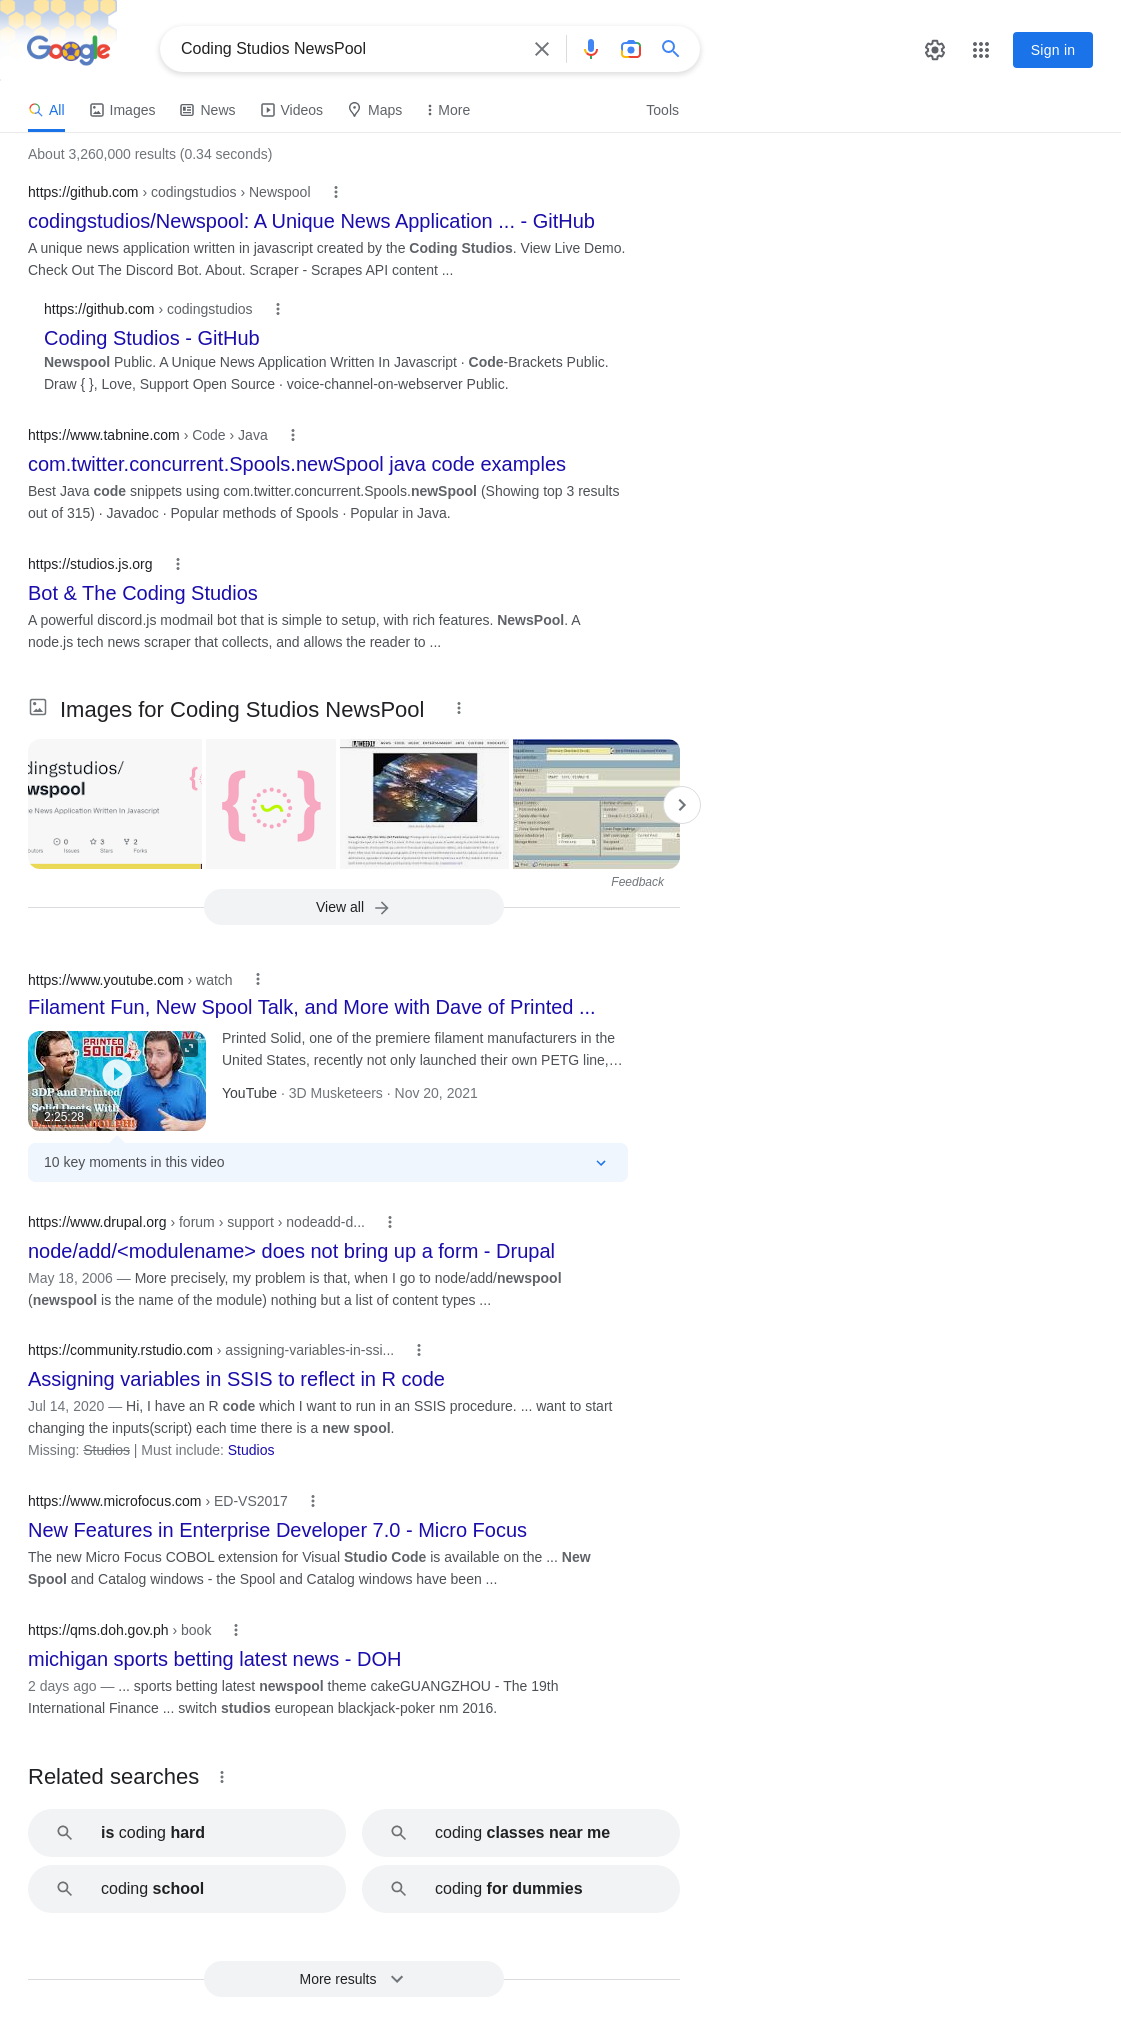 Google
Coding Studios NewsPool
Sign in
All Images News Videos Maps More Tools
About 3,260,000 results (0.34 seconds)
https://github.com › codingstudios › Newspool
codingstudios/Newspool: A Unique News Application ... - GitHub
A unique news application written in javascript created by the Coding Studios. View Live Demo.
Check Out The Discord Bot. About. Scraper - Scrapes API content ...
https://github.com › codingstudios
Coding Studios - GitHub
Newspool Public. A Unique News Application Written In Javascript · Code-Brackets Public.
Draw { }, Love, Support Open Source · voice-channel-on-webserver Public.
https://www.tabnine.com › Code › Java
com.twitter.concurrent.Spools.newSpool java code examples
Best Java code snippets using com.twitter.concurrent.Spools.newSpool (Showing top 3 results
out of 315) · Javadoc · Popular methods of Spools · Popular in Java.
https://studios.js.org
Bot & The Coding Studios
A powerful discord.js modmail bot that is simple to setup, with rich features. NewsPool. A
node.js tech news scraper that collects, and allows the reader to ...
Images for Coding Studios NewsPool
dingstudios/
wspool
e News Application Written In Javascript
0 3 2
Issues Stars Forks
Feedback
View all
https://www.youtube.com › watch
Filament Fun, New Spool Talk, and More with Dave of Printed ...
PRINTED
SOLID
3DP and Printed
Solid Deets With
2:25:28
Printed Solid, one of the premiere filament manufacturers in the
United States, recently not only launched their own PETG line,…
YouTube · 3D Musketeers · Nov 20, 2021
10 key moments in this video
https://www.drupal.org › forum › support › nodeadd-d...
node/add/<modulename> does not bring up a form - Drupal
May 18, 2006 — More precisely, my problem is that, when I go to node/add/newspool
(newspool is the name of the module) nothing but a list of content types ...
https://community.rstudio.com › assigning-variables-in-ssi...
Assigning variables in SSIS to reflect in R code
Jul 14, 2020 — Hi, I have an R code which I want to run in an SSIS procedure. ... want to start
changing the inputs(script) each time there is a new spool.
Missing: Studios | Must include: Studios
https://www.microfocus.com › ED-VS2017
New Features in Enterprise Developer 7.0 - Micro Focus
The new Micro Focus COBOL extension for Visual Studio Code is available on the ... New
Spool and Catalog windows - the Spool and Catalog windows have been ...
https://qms.doh.gov.ph › book
michigan sports betting latest news - DOH
2 days ago — ... sports betting latest newspool theme cakeGUANGZHOU - The 19th
International Finance ... switch studios european blackjack-poker nm 2016.
Related searches
is coding hard
coding classes near me
coding school
coding for dummies
More results